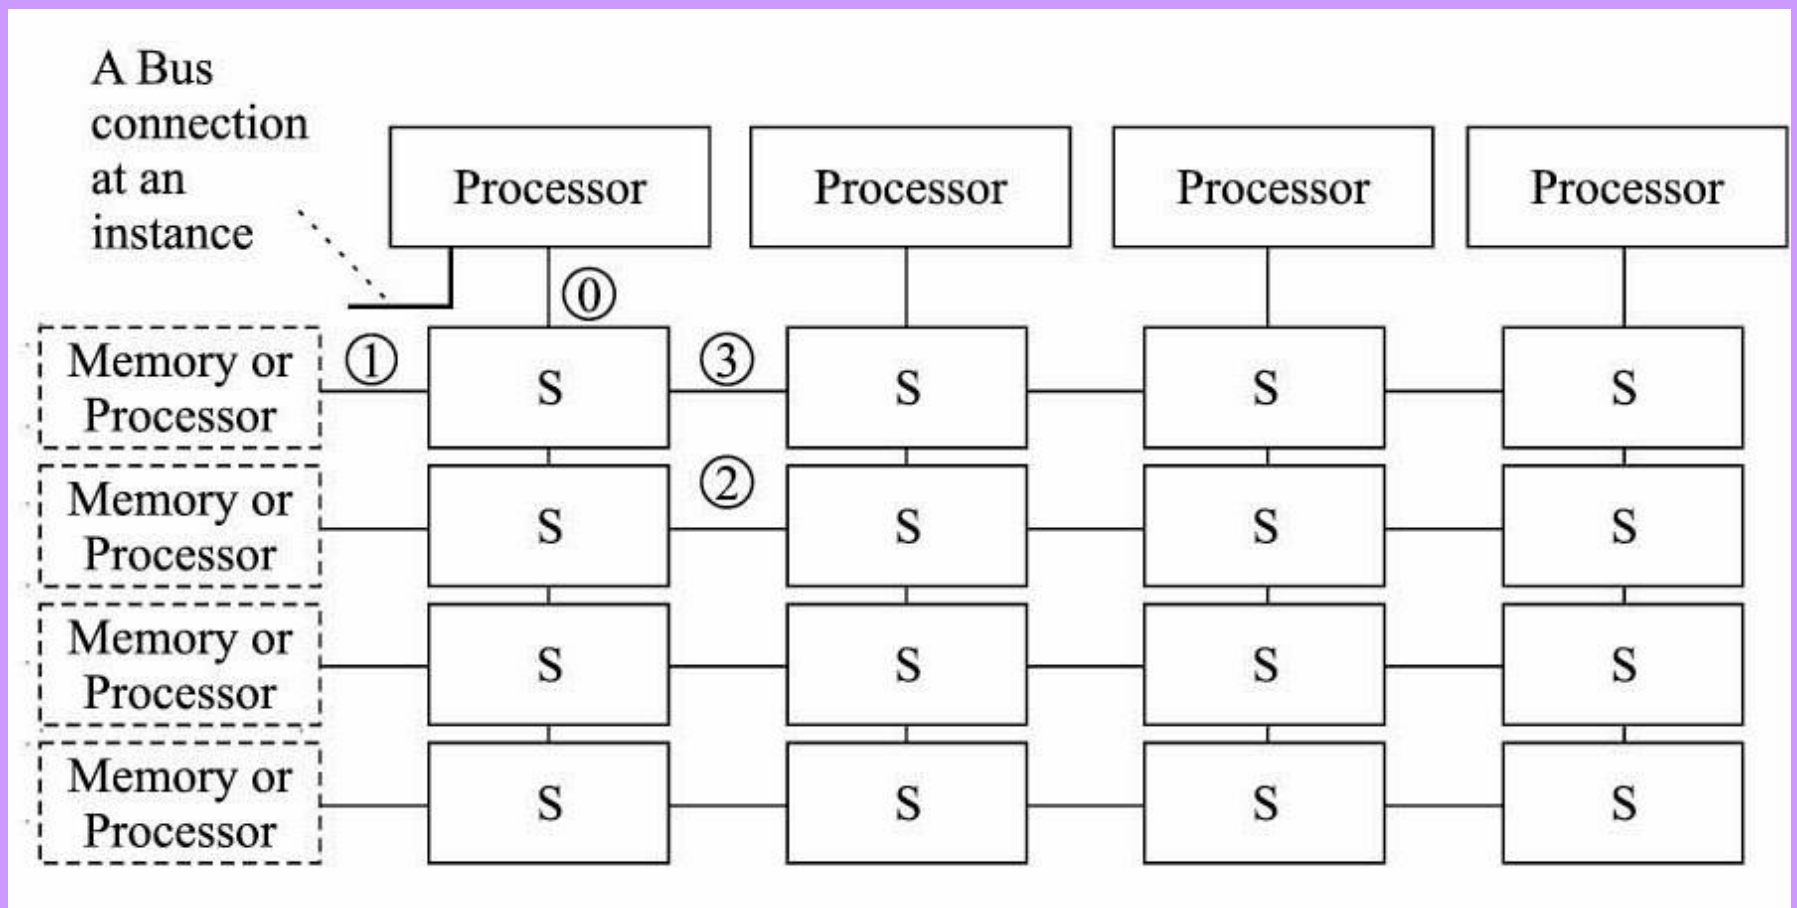 A Bus
connection
at an
instance
Processor Processor Processor Processor
⓪
Memory or
Processor
① S ③ S S S
Memory or
Processor
S ② S S S
Memory or
Processor
S S S S
Memory or
Processor
S S S S